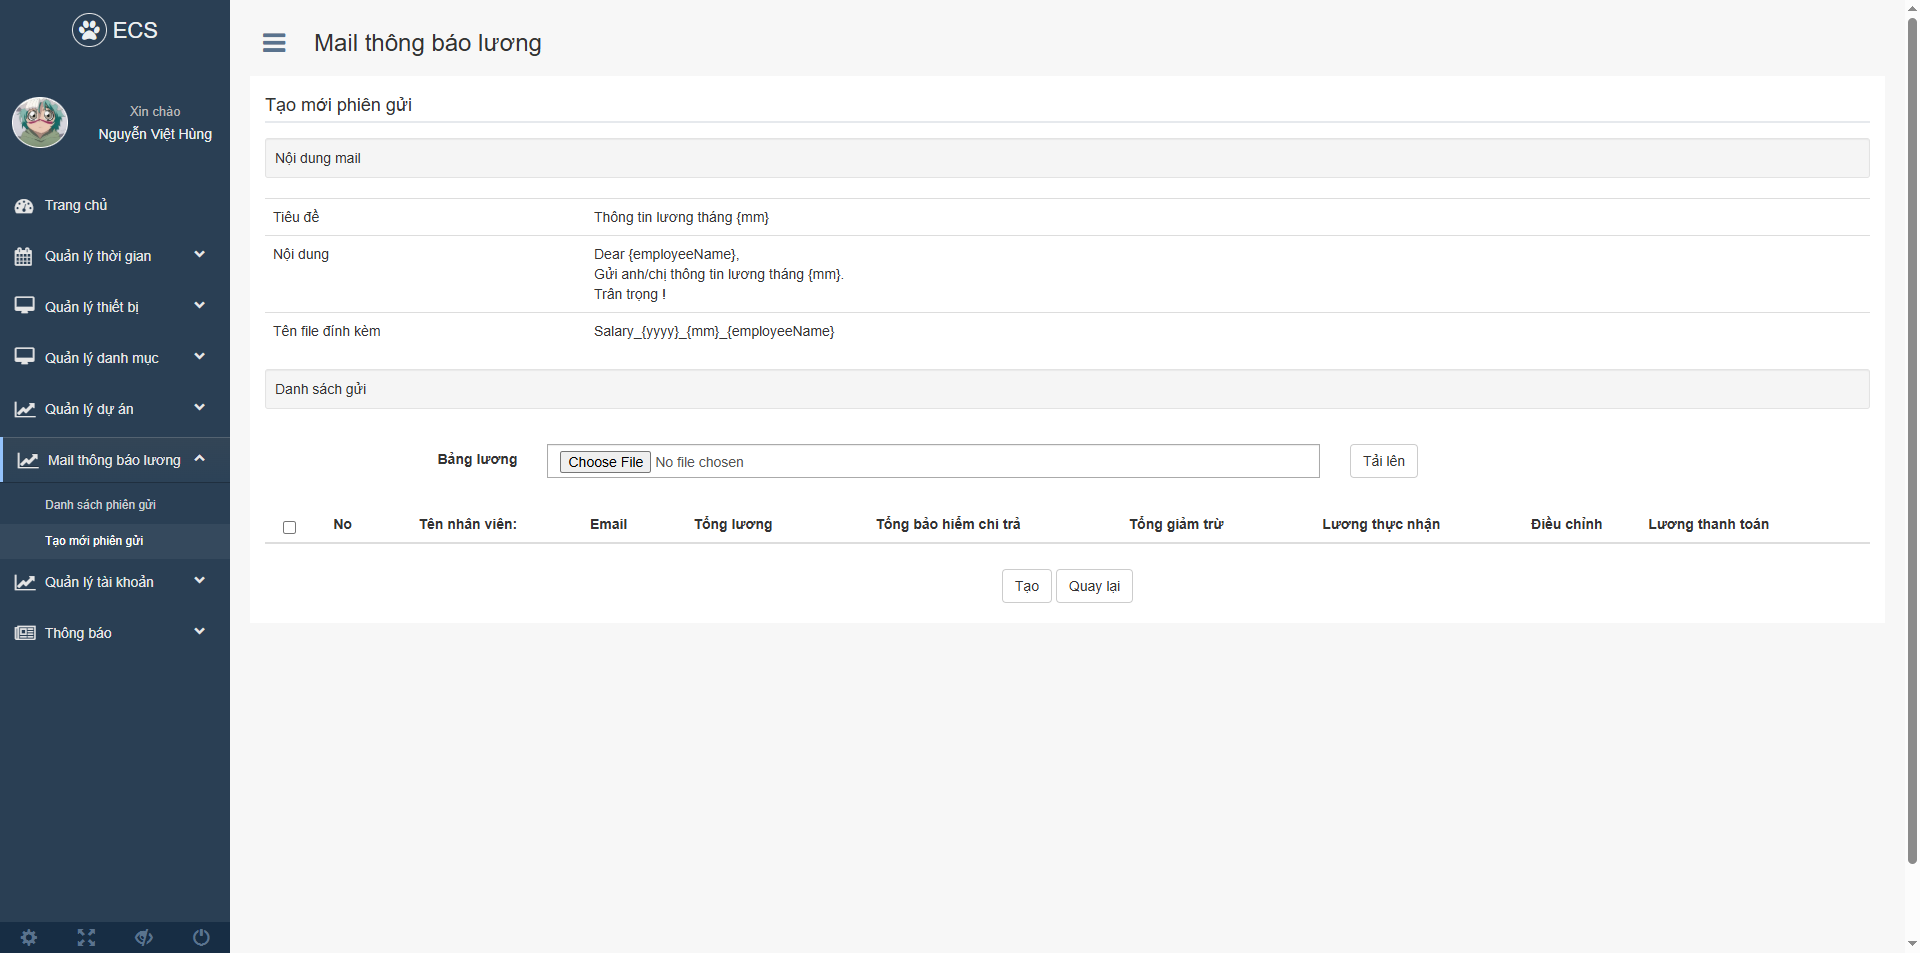 ECS
Xin chào
Nguyễn Việt Hùng
Trang chủ
Quản lý thời gian
Quản lý thiết bị
Quản lý danh mục
Quản lý dự án
Mail thông báo lương
Danh sách phiên gửi
Tạo mới phiên gửi
Quản lý tài khoản
Thông báo
Mail thông báo lương
Tạo mới phiên gửi
Nội dung mail
Tiêu đề Thông tin lương tháng {mm}
Nội dung Dear {employeeName},
Gửi anh/chị thông tin lương tháng {mm}.
Trân trọng !
Tên file đính kèm Salary_{yyyy}_{mm}_{employeeName}
Danh sách gửi
Bảng lương Choose File No file chosen Tải lên
No Tên nhân viên: Email Tổng lương Tổng bảo hiểm chi trả Tổng giảm trừ Lương thực nhận Điều chỉnh Lương thanh toán
Tạo Quay lại